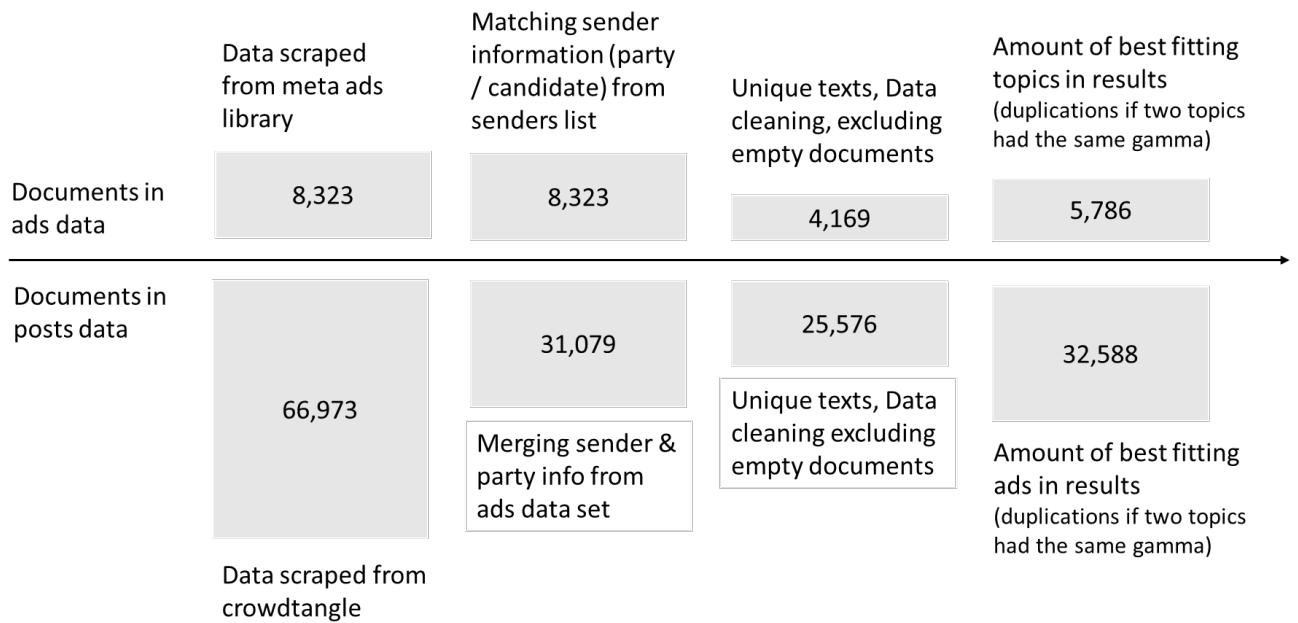 Data scraped
from meta ads
library
Matching sender
information (party
/ candidate) from
senders list
Unique texts, Data
cleaning, excluding
empty documents
Amount of best fitting
topics in results
(duplications if two topics
had the same gamma)
Documents in
ads data
8,323
8,323
4,169
5,786
Documents in
posts data
66,973
31,079
25,576
32,588
Data scraped from
crowdtangle
Merging sender &
party info from
ads data set
Unique texts, Data
cleaning excluding
empty documents
Amount of best fitting
ads in results
(duplications if two topics
had the same gamma)